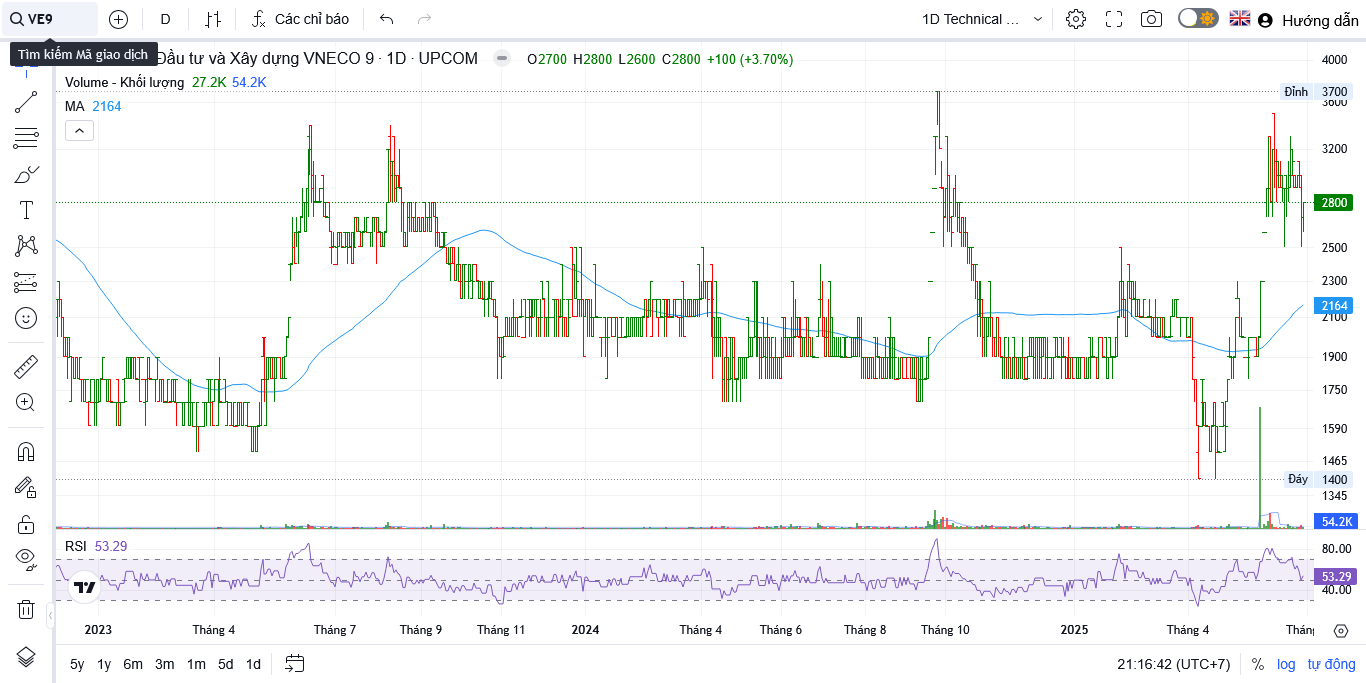 VE9 D Các chỉ báo 1D Technical ... Hướng dẫn
Tìm kiếm Mã giao dịch
Đầu tư và Xây dựng VNECO 9 · 1D · UPCOM O2700 H2800 L2600 C2800 +100 (+3.70%)
Volume - Khối lượng 27.2K 54.2K
MA 2164
4000
Đỉnh 3700
3600
3200
2800
2500
2300
2164
2100
1900
1750
1590
1465
Đáy 1400
1345
54.2K
RSI 53.29
80.00
53.29
40.00
2023 Tháng 4 Tháng 7 Tháng 9 Tháng 11 2024 Tháng 4 Tháng 6 Tháng 8 Tháng 10 2025 Tháng 4 Thán
5y 1y 6m 3m 1m 5d 1d 21:16:42 (UTC+7) % log tự động